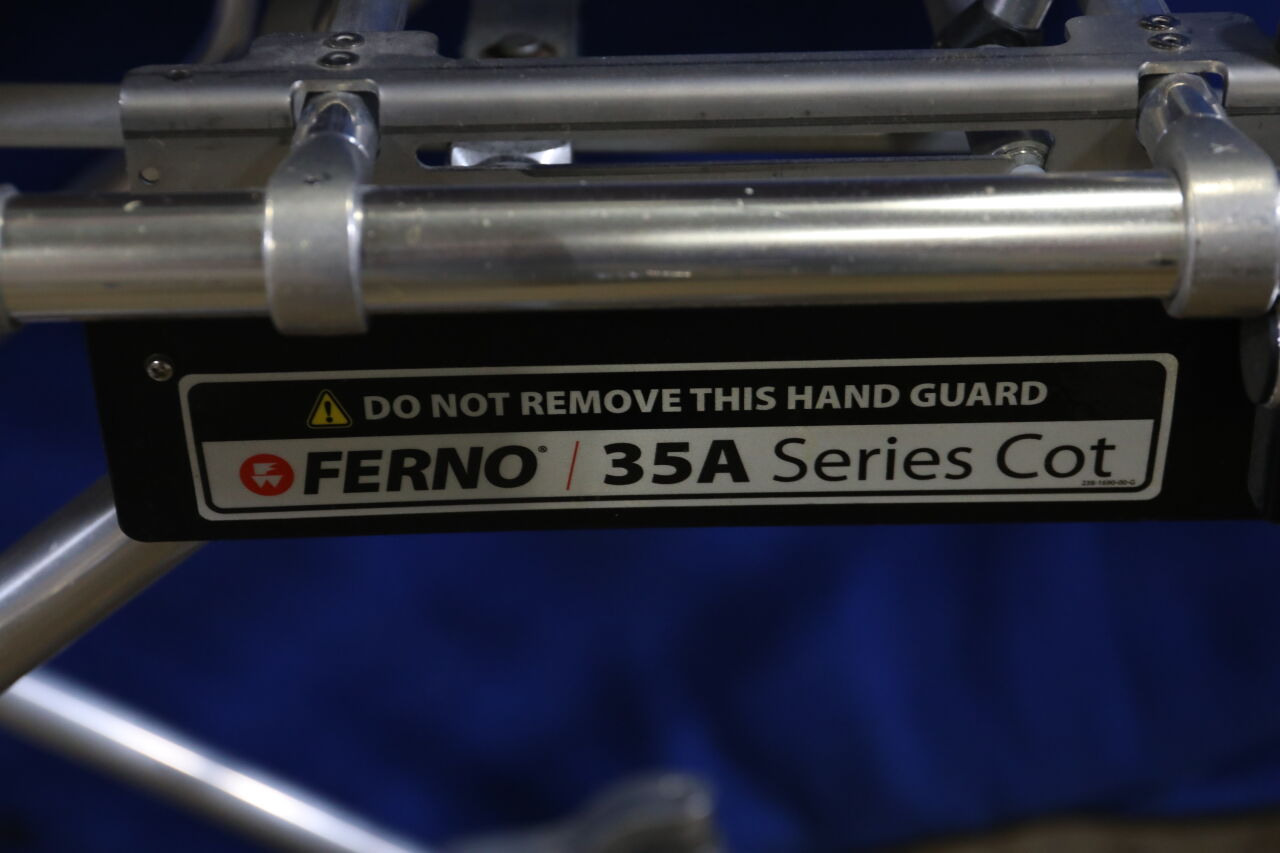 DO NOT REMOVE THIS HAND GUARD
FERNO® / 35A Series Cot